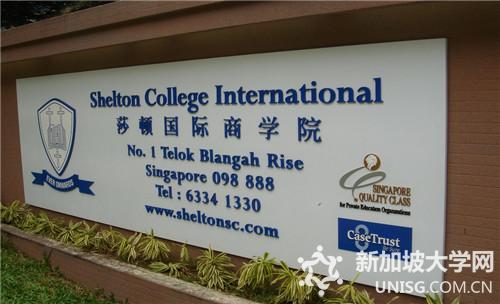 Shelton College International
莎顿国际商学院
No. 1 Telok Blangah Rise
Singapore 098 888
Tel : 6334 1330
www.sheltonsc.com
SINGAPORE
QUALITY CLASS
for Private Education Organisations
CaseTrust
新加坡大学网
UNISG.COM.CN